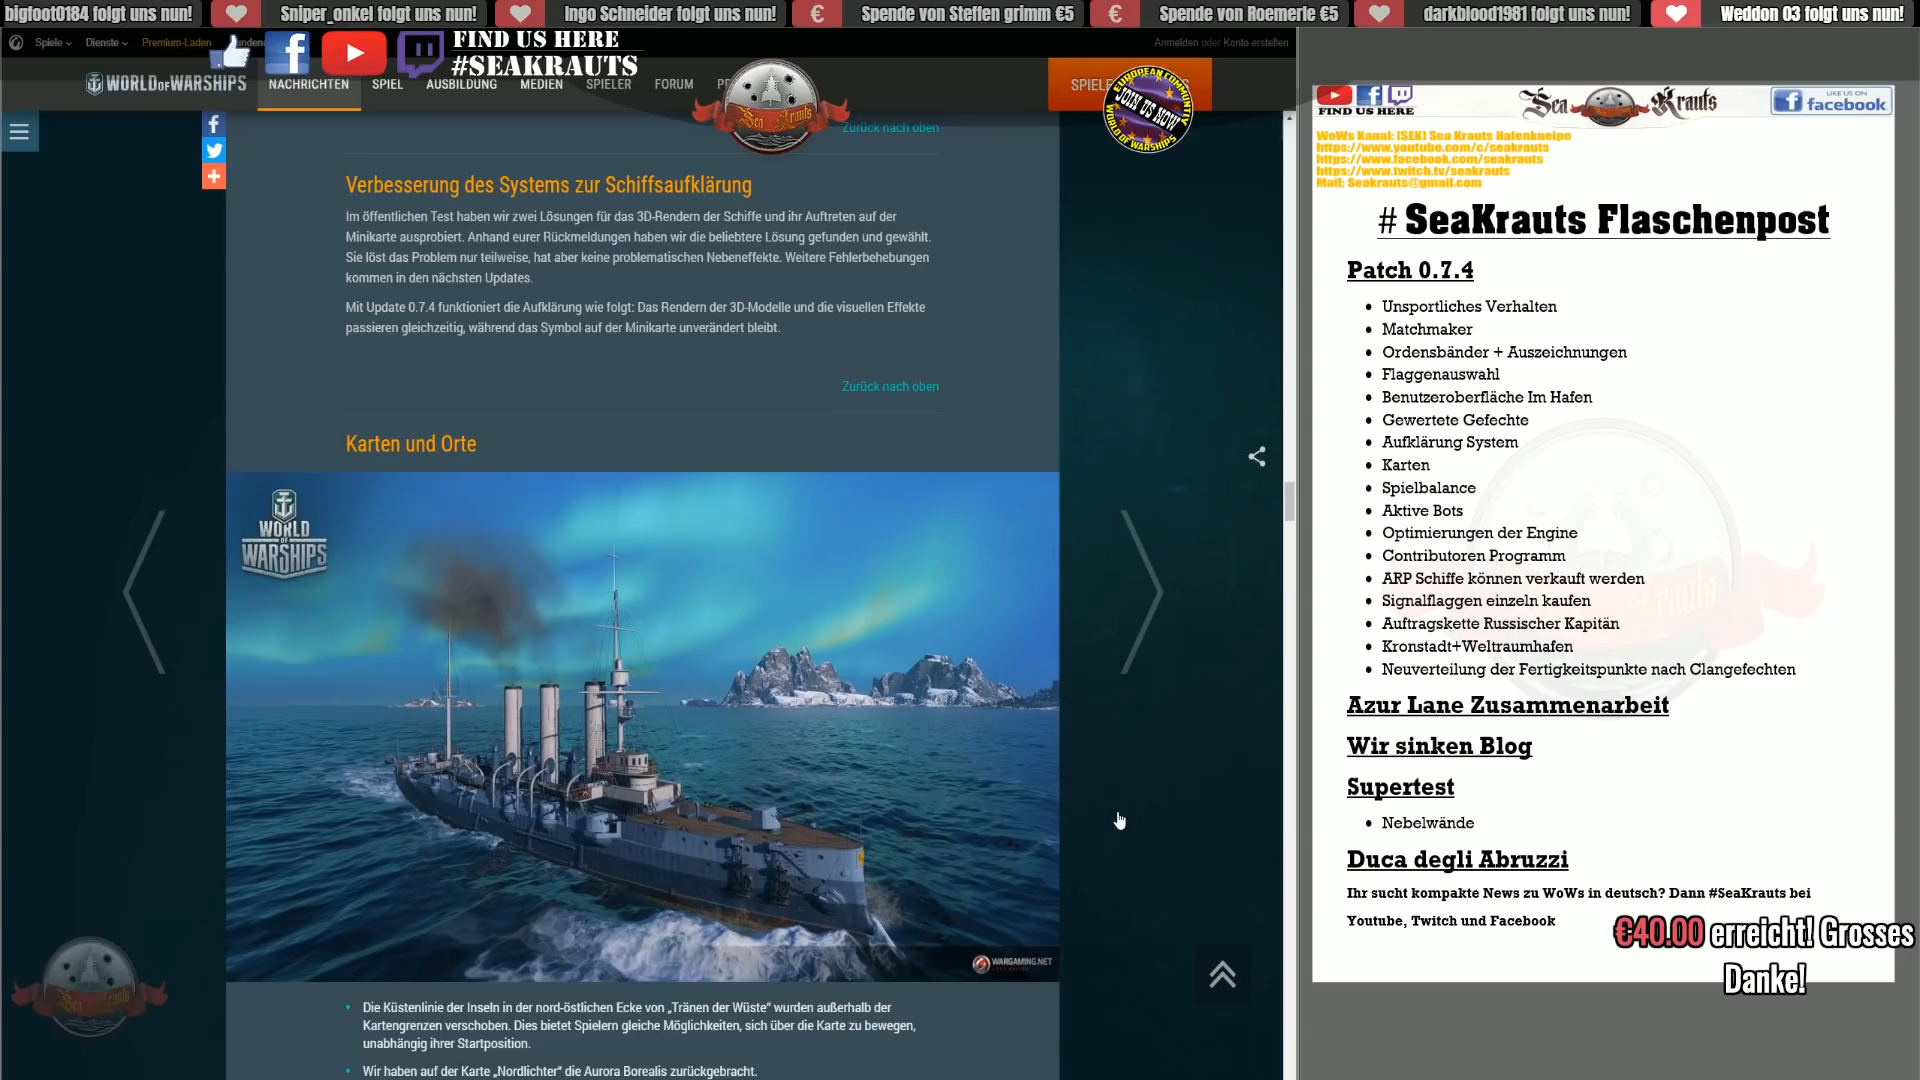 bigfoot0184 folgt uns nun!
Sniper_onkel folgt uns nun!
Ingo Schneider folgt uns nun!
€
Spende von Steffen grimm €5
€
Spende von Roemerle €5
darkblood1981 folgt uns nun!
Weddon 03 folgt uns nun!
Spiele
Dienste
Premium-Laden
Anmelden oder Konto erstellen
FIND US HERE
#SEAKRAUTS
WORLD OF WARSHIPS
NACHRICHTEN
SPIEL
AUSBILDUNG
MEDIEN
SPIELER
FORUM
Sea Krauts
EUROPEAN COMMUNITY
JOIN US NOW
WORLD OF WARSHIPS
Zurück nach oben
Verbesserung des Systems zur Schiffsaufklärung
Im öffentlichen Test haben wir zwei Lösungen für das 3D-Rendern der Schiffe und ihr Auftreten auf der
Minikarte ausprobiert. Anhand eurer Rückmeldungen haben wir die beliebtere Lösung gefunden und gewählt.
Sie löst das Problem nur teilweise, hat aber keine problematischen Nebeneffekte. Weitere Fehlerbehebungen
kommen in den nächsten Updates.
Mit Update 0.7.4 funktioniert die Aufklärung wie folgt: Das Rendern der 3D-Modelle und die visuellen Effekte
passieren gleichzeitig, während das Symbol auf der Minikarte unverändert bleibt.
Zurück nach oben
Karten und Orte
WORLD
OF
WARSHIPS
WARGAMING.NET
• Die Küstenlinie der Inseln in der nord-östlichen Ecke von „Tränen der Wüste“ wurden außerhalb der
Kartengrenzen verschoben. Dies bietet Spielern gleiche Möglichkeiten, sich über die Karte zu bewegen,
unabhängig ihrer Startposition.
• Wir haben auf der Karte „Nordlichter“ die Aurora Borealis zurückgebracht.
FIND US HERE
Sea Krauts
LIKE US ON
facebook
WoWs Kanal: [SEK] Sea Krauts Hafenkneipe
https://www.youtube.com/c/seakrauts
https://www.facebook.com/seakrauts
https://www.twitch.tv/seakrauts
Mail: Seakrauts@gmail.com
# SeaKrauts Flaschenpost
Patch 0.7.4
• Unsportliches Verhalten
• Matchmaker
• Ordensbänder + Auszeichnungen
• Flaggenauswahl
• Benutzeroberfläche Im Hafen
• Gewertete Gefechte
• Aufklärung System
• Karten
• Spielbalance
• Aktive Bots
• Optimierungen der Engine
• Contributoren Programm
• ARP Schiffe können verkauft werden
• Signalflaggen einzeln kaufen
• Auftragskette Russischer Kapitän
• Kronstadt+Weltraumhafen
• Neuverteilung der Fertigkeitspunkte nach Clangefechten
Azur Lane Zusammenarbeit
Wir sinken Blog
Supertest
• Nebelwände
Duca degli Abruzzi
Ihr sucht kompakte News zu WoWs in deutsch? Dann #SeaKrauts bei
Youtube, Twitch und Facebook
€40.00 erreicht! Grosses
Danke!